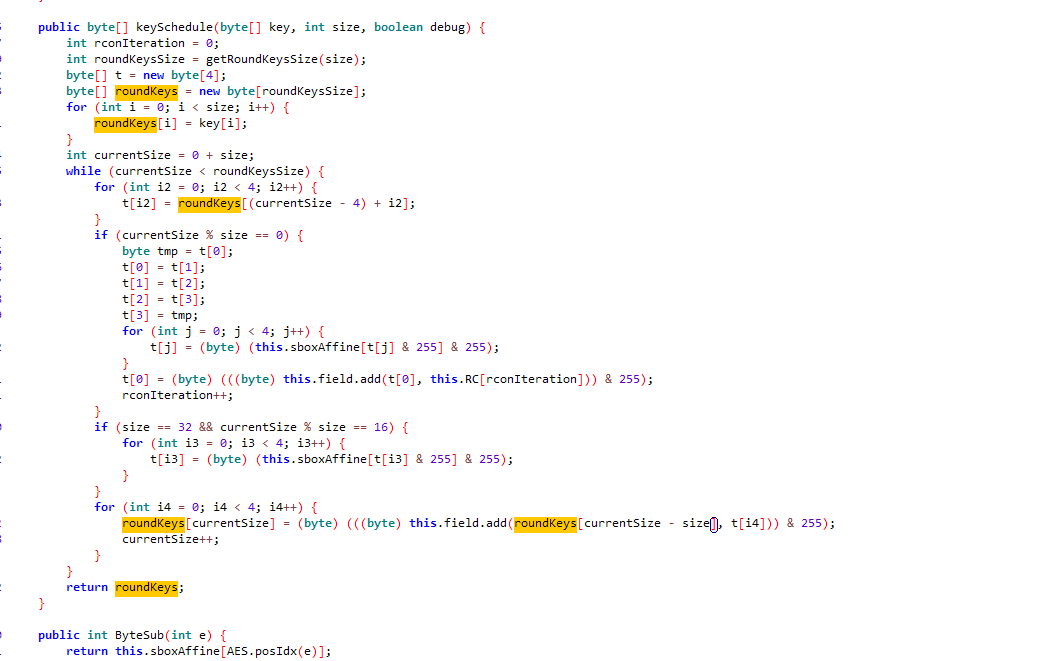 public byte[] keySchedule(byte[] key, int size, boolean debug) {
int rconIteration = 0;
int roundKeysSize = getRoundKeysSize(size);
byte[] t = new byte[4];
byte[] roundKeys = new byte[roundKeysSize];
for (int i = 0; i < size; i++) {
roundKeys[i] = key[i];
}
int currentSize = 0 + size;
while (currentSize < roundKeysSize) {
for (int i2 = 0; i2 < 4; i2++) {
t[i2] = roundKeys[(currentSize - 4) + i2];
}
if (currentSize % size == 0) {
byte tmp = t[0];
t[0] = t[1];
t[1] = t[2];
t[2] = t[3];
t[3] = tmp;
for (int j = 0; j < 4; j++) {
t[j] = (byte) (this.sboxAffine[t[j] & 255] & 255);
}
t[0] = (byte) (((byte) this.field.add(t[0], this.RC[rconIteration])) & 255);
rconIteration++;
}
if (size == 32 && currentSize % size == 16) {
for (int i3 = 0; i3 < 4; i3++) {
t[i3] = (byte) (this.sboxAffine[t[i3] & 255] & 255);
}
}
for (int i4 = 0; i4 < 4; i4++) {
roundKeys[currentSize] = (byte) (((byte) this.field.add(roundKeys[currentSize - size], t[i4])) & 255);
currentSize++;
}
}
return roundKeys;
}
public int ByteSub(int e) {
return this.sboxAffine[AES.posIdx(e)];